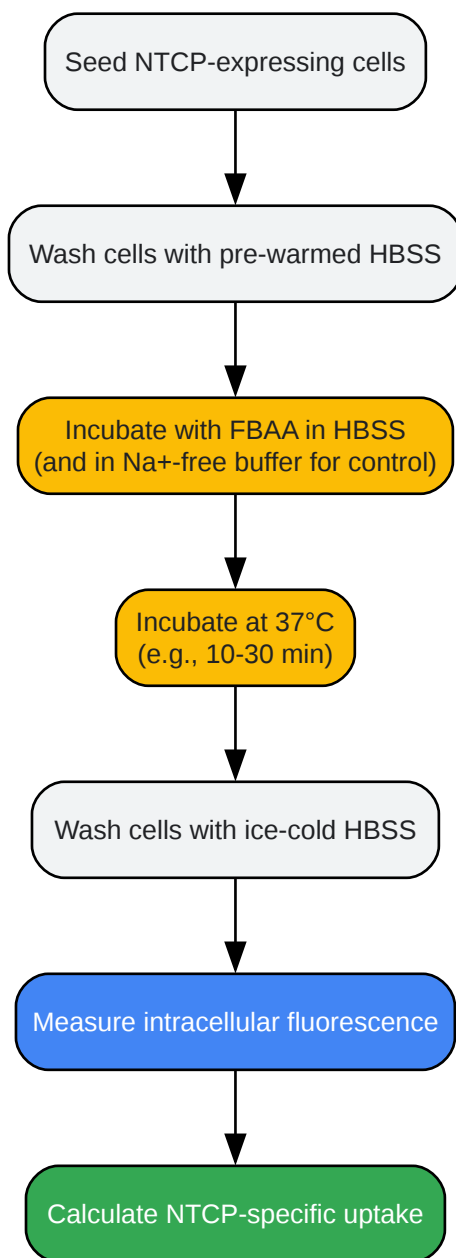 Seed NTCP-expressing cells
Wash cells with pre-warmed HBSS
Incubate with FBAA in HBSS
(and in Na+-free buffer for control)
Incubate at 37°C
(e.g., 10-30 min)
Wash cells with ice-cold HBSS
Measure intracellular fluorescence
Calculate NTCP-specific uptake